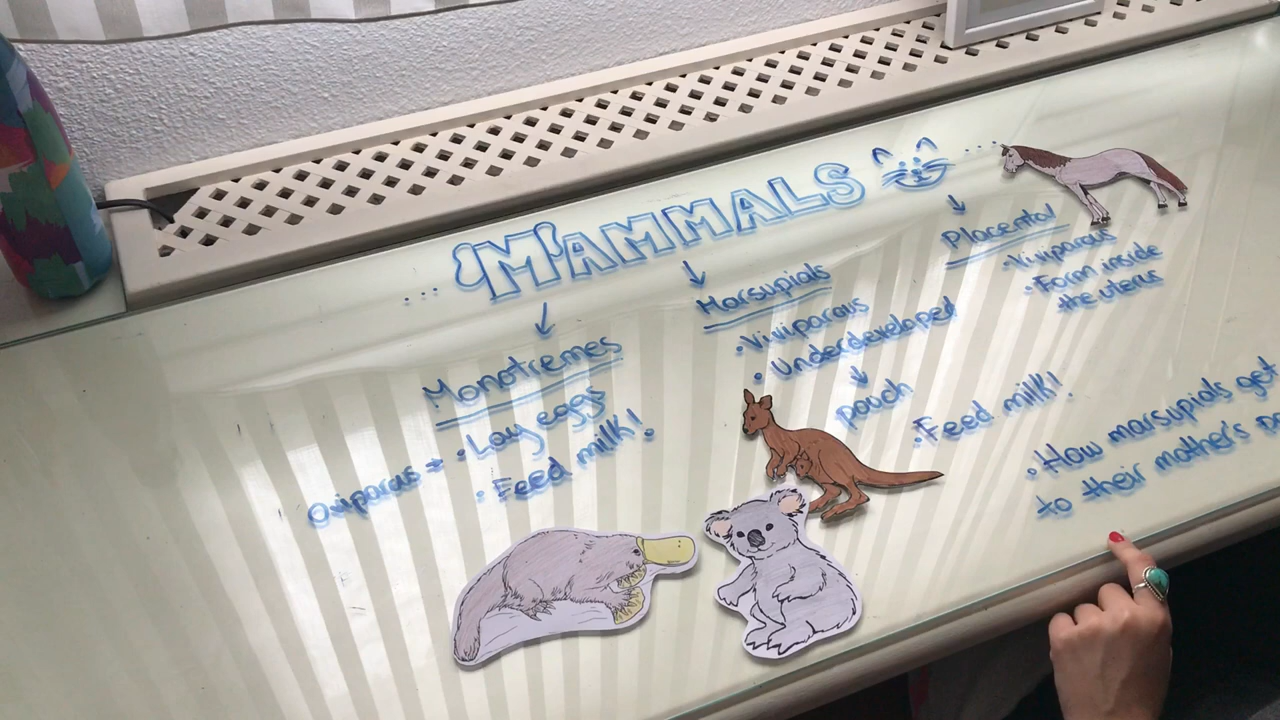 MAMMALS
Monotremes
Oviparous → • Lay eggs
• Feed milk!
Marsupials
• Viviparous
• Underdeveloped
pouch
• Feed milk!
Placental
• Viviparous
• Form inside
the uterus
• How marsupials get
to their mother's